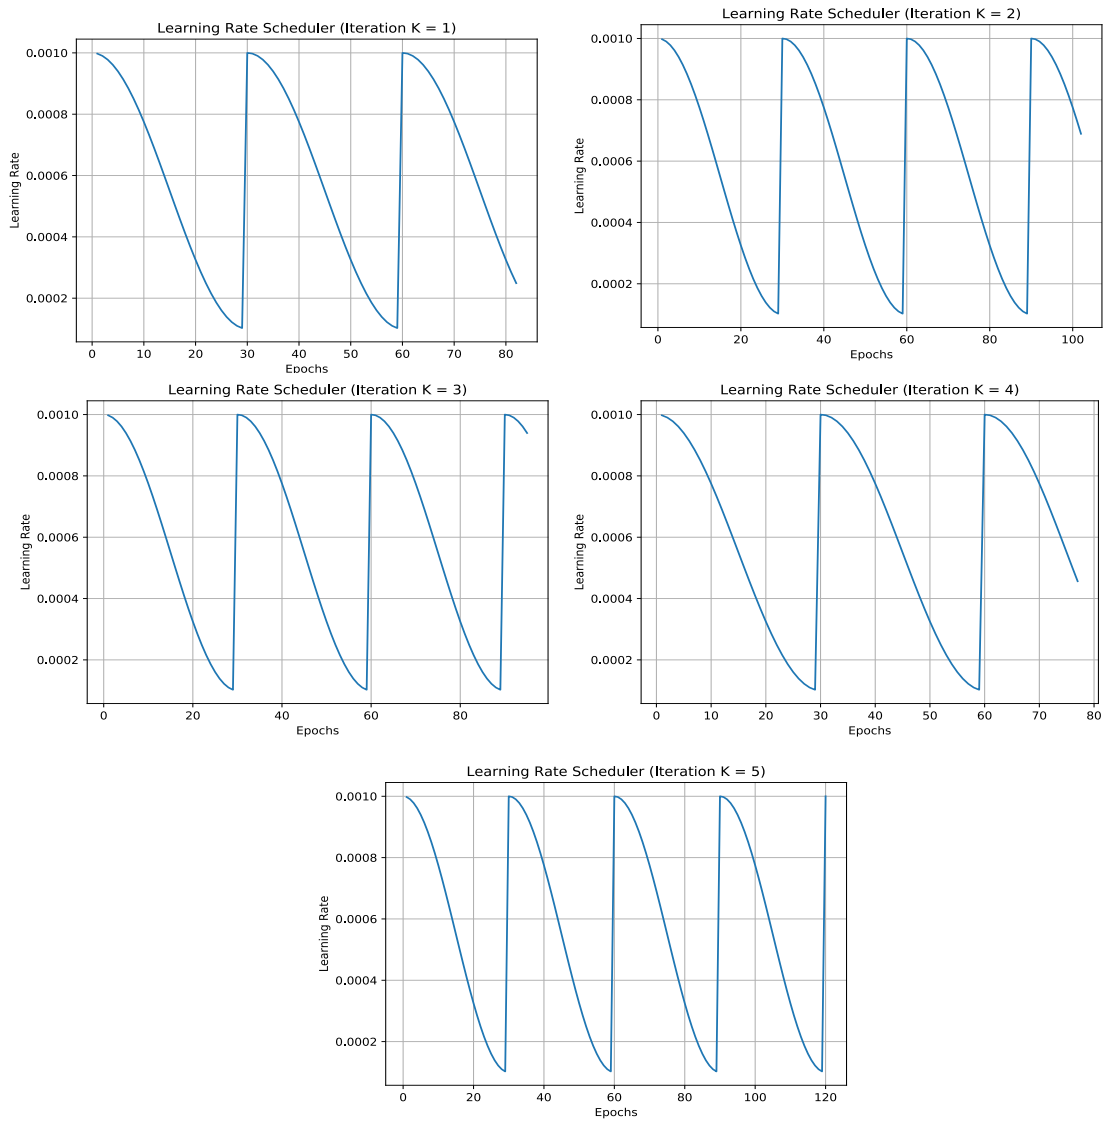 Learning Rate Scheduler (Iteration K = 1)
0.0010
0.0008
0.0006
0.0004
0.0002
Learning Rate
0 10 20 30 40 50 60 70 80
Epochs
Learning Rate Scheduler (Iteration K = 2)
0.0010
0.0008
0.0006
0.0004
0.0002
Learning Rate
0 20 40 60 80 100
Epochs
Learning Rate Scheduler (Iteration K = 3)
0.0010
0.0008
0.0006
0.0004
0.0002
Learning Rate
0 20 40 60 80
Epochs
Learning Rate Scheduler (Iteration K = 4)
0.0010
0.0008
0.0006
0.0004
0.0002
Learning Rate
0 10 20 30 40 50 60 70 80
Epochs
Learning Rate Scheduler (Iteration K = 5)
0.0010
0.0008
0.0006
0.0004
0.0002
Learning Rate
0 20 40 60 80 100 120
Epochs